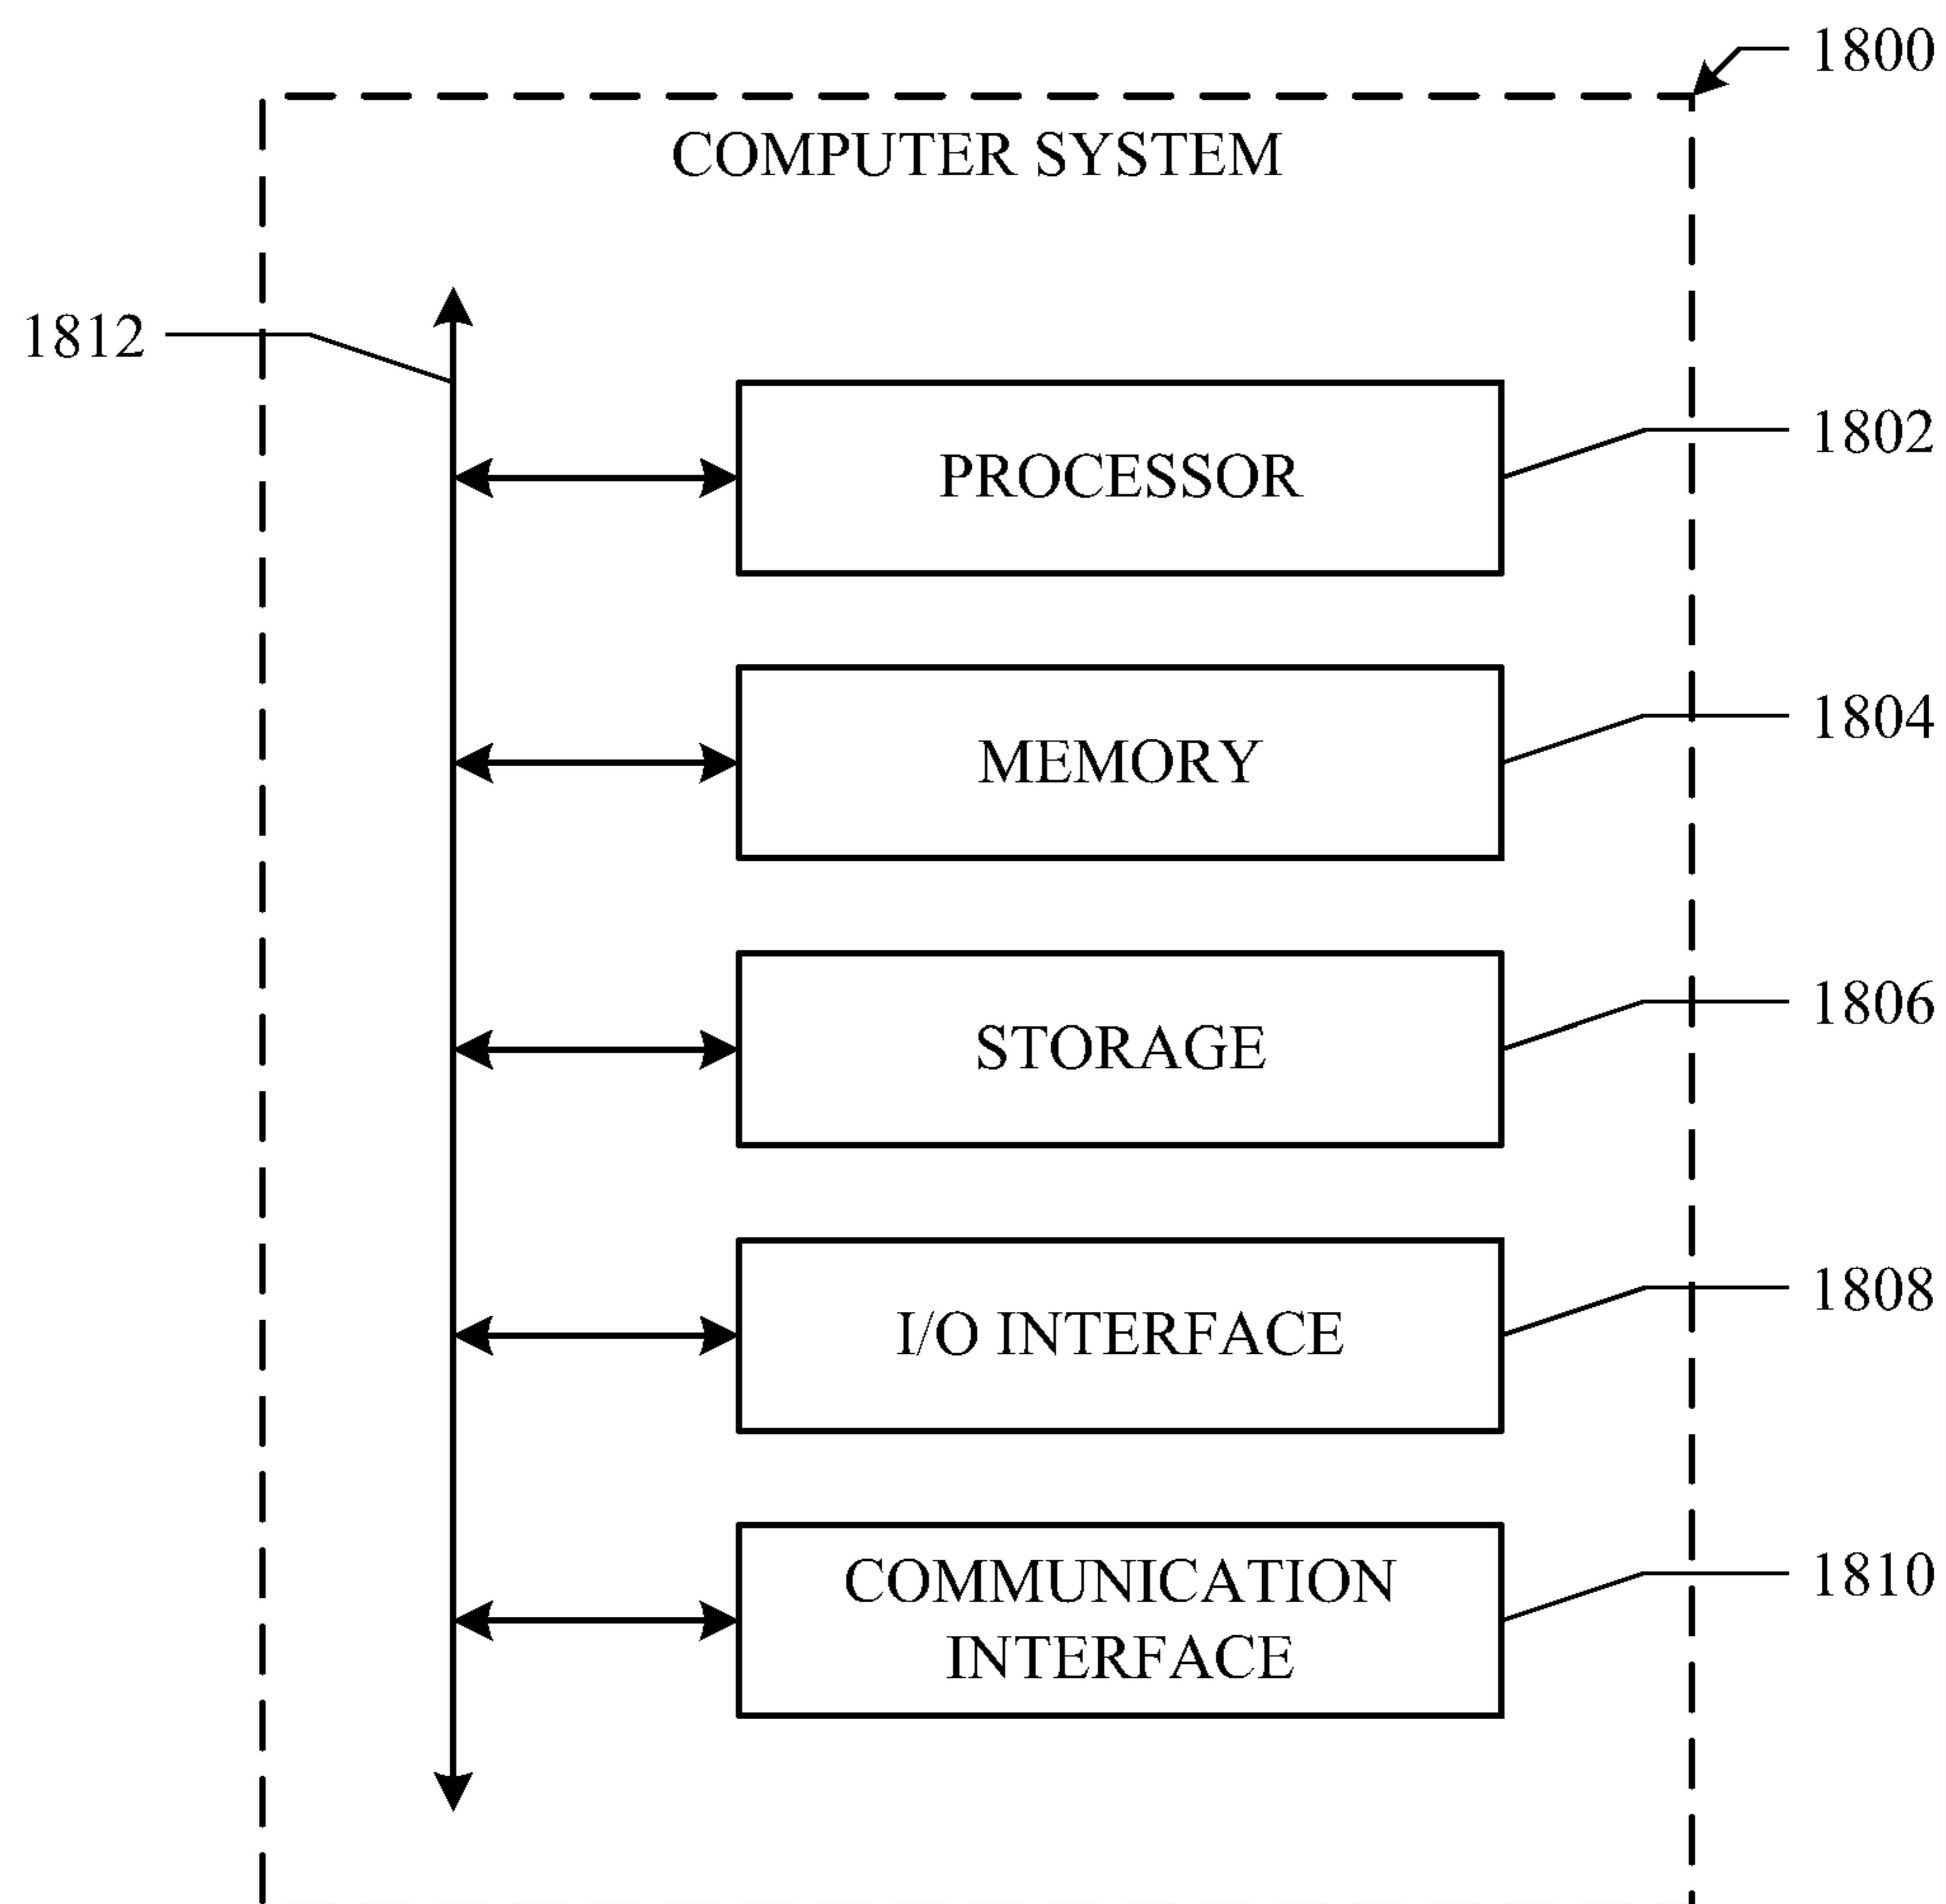 1800
COMPUTER SYSTEM
1812
1802
PROCESSOR
1804
MEMORY
1806
STORAGE
1808
I/O INTERFACE
1810
COMMUNICATION
INTERFACE